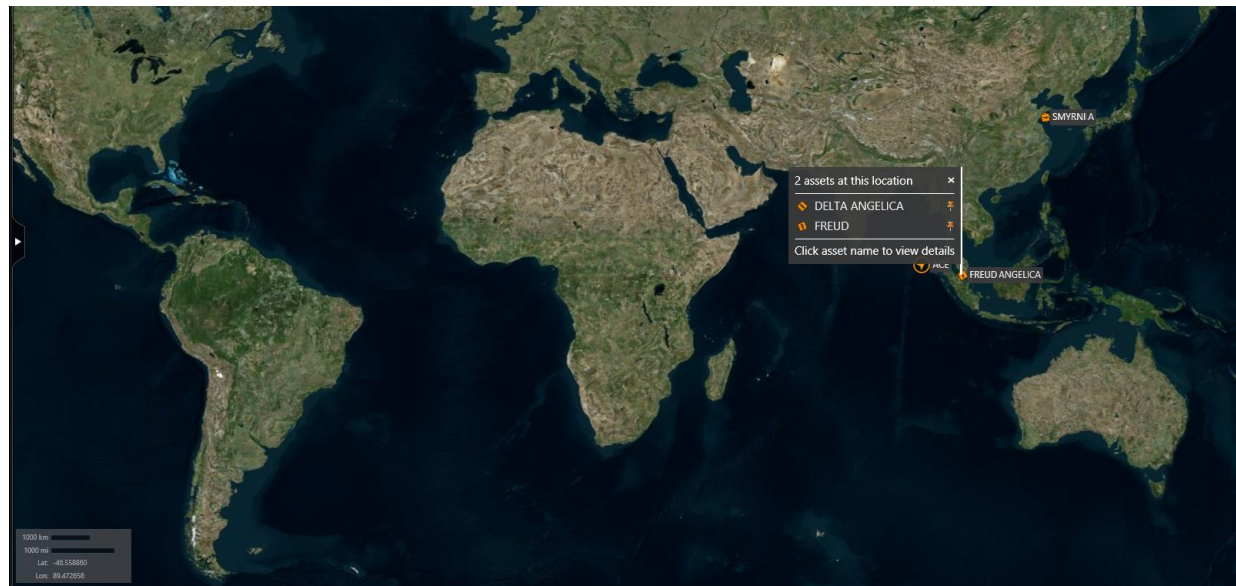 SMYRNI A
2 assets at this location ×
DELTA ANGELICA
FREUD
Click asset name to view details
ACE
FREUD ANGELICA
1000 km
1000 mi
Lat: -46.558860
Lon: 89.472656